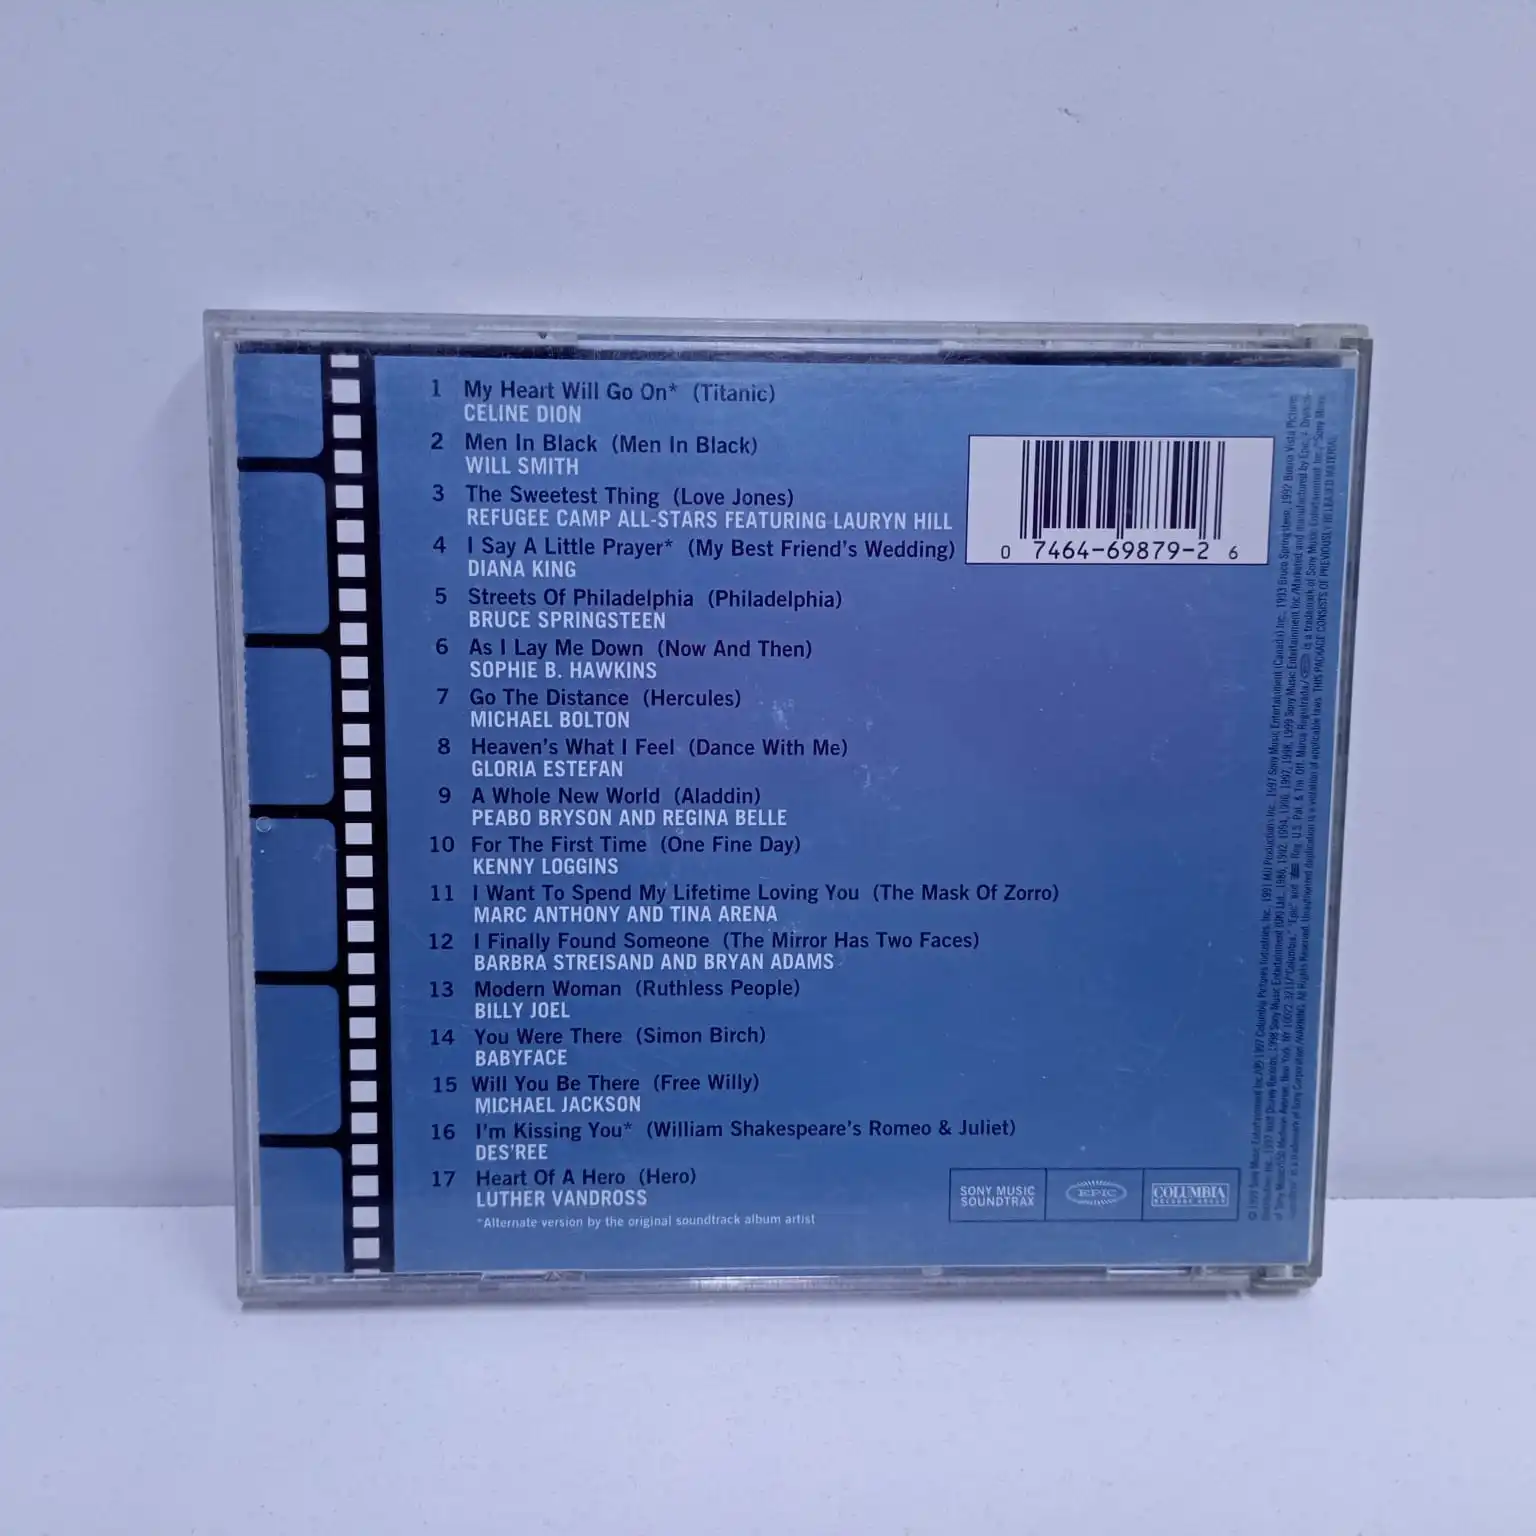 1 My Heart Will Go On* (Titanic)
CELINE DION
2 Men In Black (Men In Black)
WILL SMITH
3 The Sweetest Thing (Love Jones)
REFUGEE CAMP ALL-STARS FEATURING LAURYN HILL
4 I Say A Little Prayer* (My Best Friend's Wedding)
DIANA KING
5 Streets Of Philadelphia (Philadelphia)
BRUCE SPRINGSTEEN
6 As I Lay Me Down (Now And Then)
SOPHIE B. HAWKINS
7 Go The Distance (Hercules)
MICHAEL BOLTON
8 Heaven's What I Feel (Dance With Me)
GLORIA ESTEFAN
9 A Whole New World (Aladdin)
PEABO BRYSON AND REGINA BELLE
10 For The First Time (One Fine Day)
KENNY LOGGINS
11 I Want To Spend My Lifetime Loving You (The Mask Of Zorro)
MARC ANTHONY AND TINA ARENA
12 I Finally Found Someone (The Mirror Has Two Faces)
BARBRA STREISAND AND BRYAN ADAMS
13 Modern Woman (Ruthless People)
BILLY JOEL
14 You Were There (Simon Birch)
BABYFACE
15 Will You Be There (Free Willy)
MICHAEL JACKSON
16 I'm Kissing You* (William Shakespeare's Romeo & Juliet)
DES'REE
17 Heart Of A Hero (Hero)
LUTHER VANDROSS
*Alternate version by the original soundtrack album artist
0 7464-69879-2 6
SONY MUSIC
SOUNDTRAX
EPIC
COLUMBIA
RECORDS GROUP
THIS PACKAGE CONSISTS OF PREVIOUSLY RELEASED MATERIAL